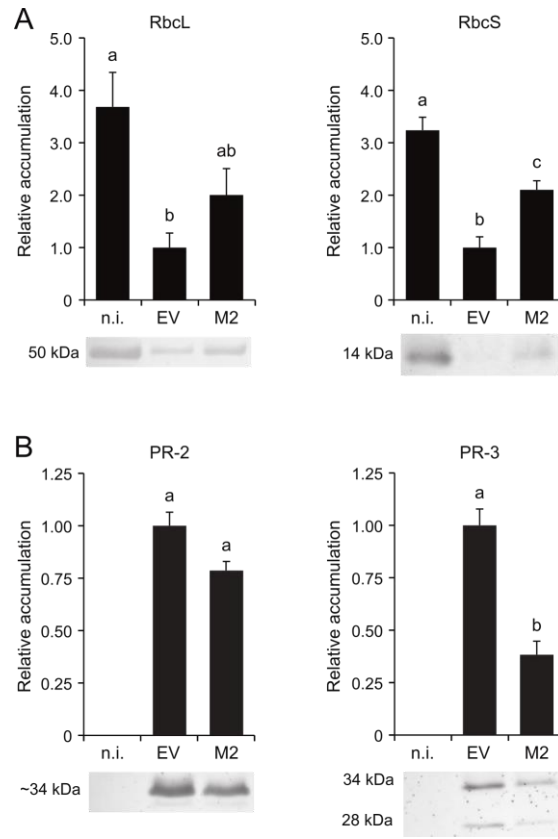 A
RbcL
RbcS
Relative accumulation
5.0
4.0
3.0
2.0
1.0
0
a
b
ab
n.i. EV M2
50 kDa
Relative accumulation
5.0
4.0
3.0
2.0
1.0
0
a
b
c
n.i. EV M2
14 kDa
B
PR-2
PR-3
Relative accumulation
1.25
1.00
0.75
0.50
0.25
0
a
a
n.i. EV M2
~34 kDa
Relative accumulation
1.25
1.00
0.75
0.50
0.25
0
a
b
n.i. EV M2
34 kDa
28 kDa